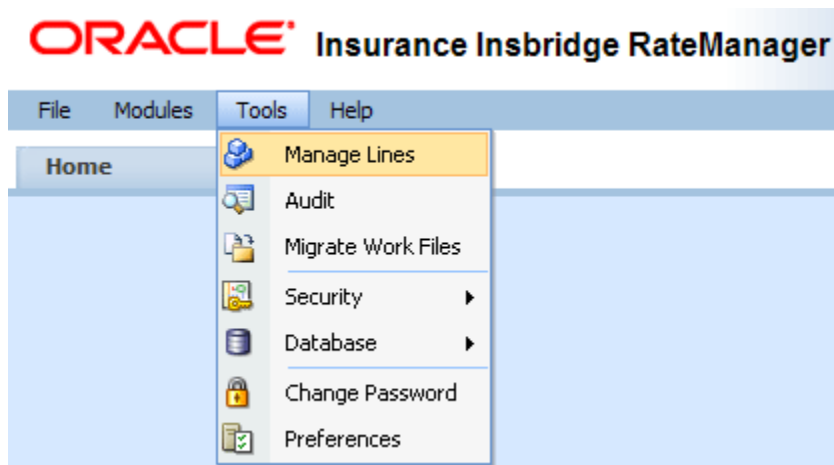 ORACLE Insurance Insbridge RateManager
File Modules Tools Help
Home
Manage Lines
Audit
Migrate Work Files
Security
Database
Change Password
Preferences